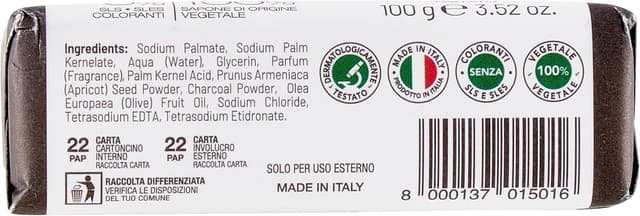 SLS - SLES
COLORANTI
SAPONE DI ORIGINE
VEGETALE
100 g e 3.52 oz.
Ingredients: Sodium Palmate, Sodium Palm
Kernelate, Aqua (Water), Glycerin, Parfum
(Fragrance), Palm Kernel Acid, Prunus Armeniaca
(Apricot) Seed Powder, Charcoal Powder, Olea
Europaea (Olive) Fruit Oil, Sodium Chloride,
Tetrasodium EDTA, Tetrasodium Etidronate.
DERMATOLOGICAMENTE
TESTATO
MADE IN ITALY
PRODOTTO IN ITALIA
COLORANTI
SENZA
SLS E SLES
VEGETALE
100%
VEGETALE
22
PAP
CARTA
CARTONCINO
INTERNO
RACCOLTA CARTA
22
PAP
CARTA
INVOLUCRO
ESTERNO
RACCOLTA CARTA
RACCOLTA DIFFERENZIATA
VERIFICA LE DISPOSIZIONI
DEL TUO COMUNE
SOLO PER USO ESTERNO
MADE IN ITALY
8 000137 015016